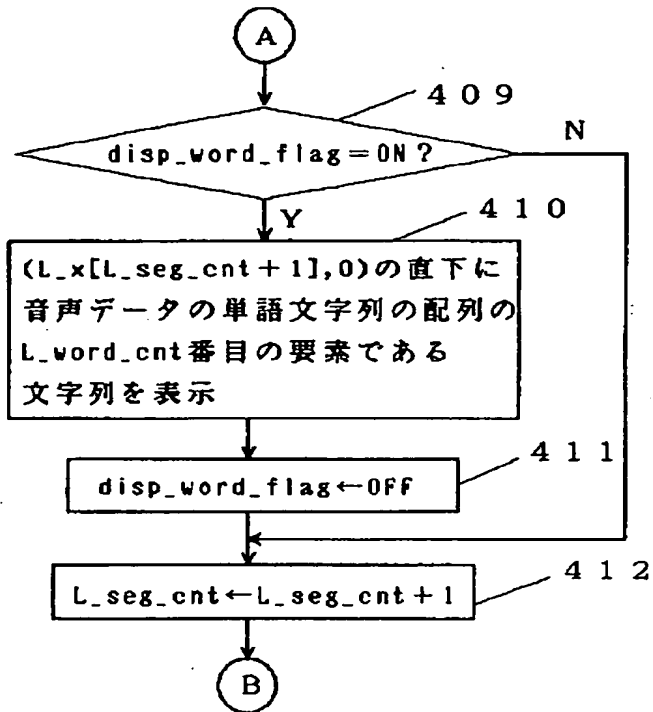 A
409
disp_word_flag=ON?
N
Y
410
(L_x[L_seg_cnt+1],0)の直下に
音声データの単語文字列の配列の
L_word_cnt番目の要素である
文字列を表示
411
disp_word_flag←OFF
412
L_seg_cnt←L_seg_cnt+1
B